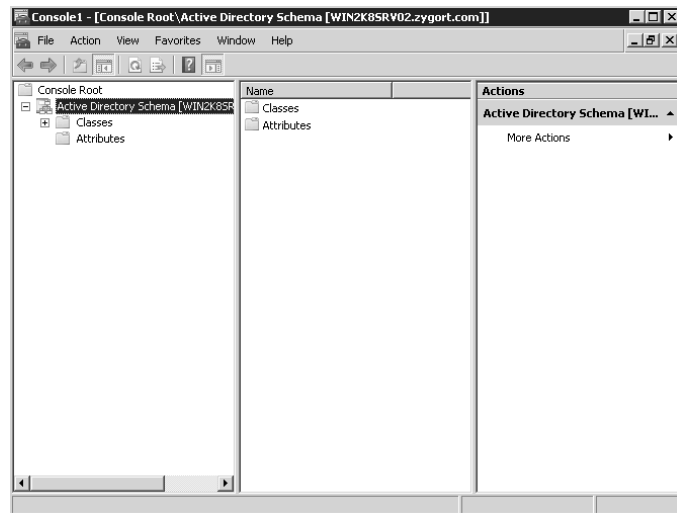 Console1 - [Console Root\Active Directory Schema [WIN2K8SRV02.zygort.com]]
File Action View Favorites Window Help
Console Root
Active Directory Schema [WIN2K8SR
Classes
Attributes
Name
Classes
Attributes
Actions
Active Directory Schema [WI...
More Actions